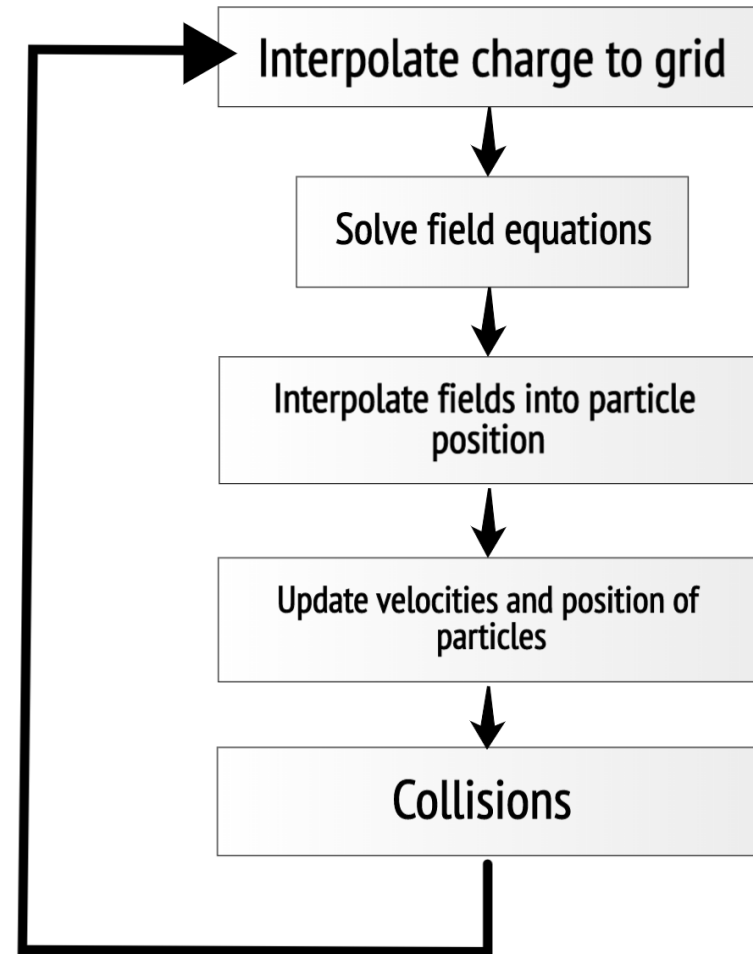 Interpolate charge to grid
Solve field equations
Interpolate fields into particle
position
Update velocities and position of
particles
Collisions